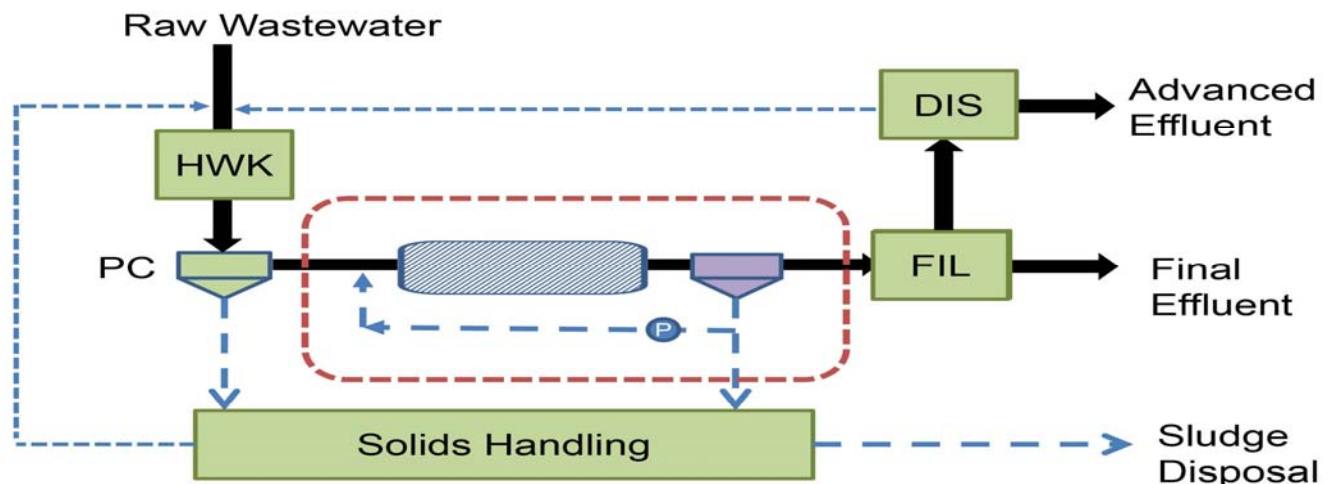 Raw Wastewater
DIS
Advanced
Effluent
HWK
PC
FIL
Final
Effluent
P
Solids Handling
Sludge
Disposal